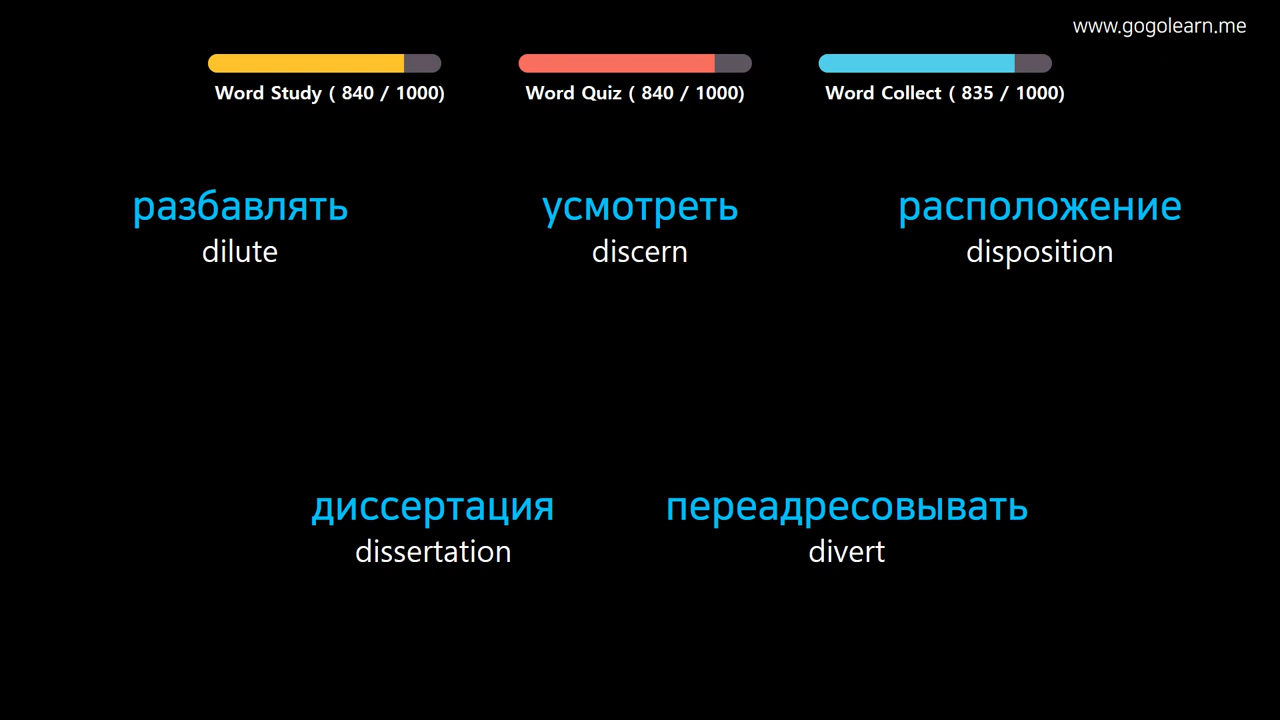 www.gogolearn.me
Word Study ( 840 / 1000)
Word Quiz ( 840 / 1000)
Word Collect ( 835 / 1000)
разбавлять
dilute
усмотреть
discern
расположение
disposition
диссертация
dissertation
переадресовывать
divert